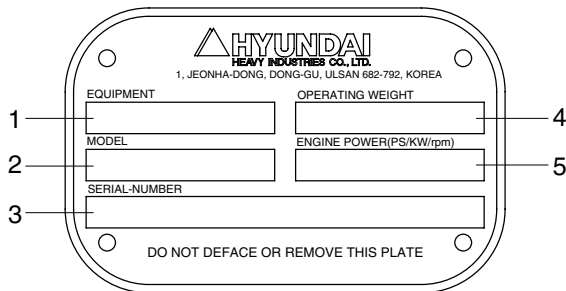 HYUNDAI
HEAVY INDUSTRIES CO., LTD.
1, JEONHA-DONG, DONG-GU, ULSAN 682-792, KOREA
EQUIPMENT
OPERATING WEIGHT
1
4
MODEL
ENGINE POWER(PS/KW/rpm)
2
5
SERIAL-NUMBER
3
DO NOT DEFACE OR REMOVE THIS PLATE